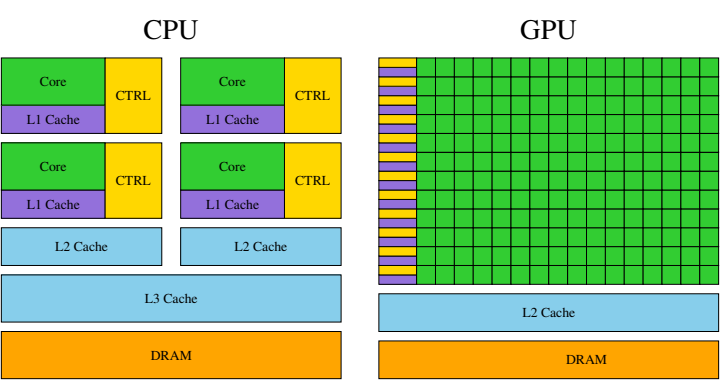 CPU
GPU
Core
CTRL
L1 Cache
Core
CTRL
L1 Cache
Core
CTRL
L1 Cache
Core
CTRL
L1 Cache
L2 Cache
L2 Cache
L3 Cache
DRAM
L2 Cache
DRAM